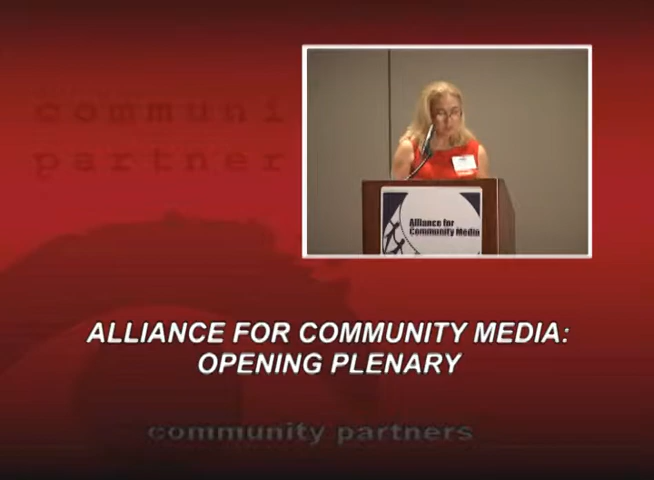 communi
partner
Alliance for
Community Media
ALLIANCE FOR COMMUNITY MEDIA:
OPENING PLENARY
community partners